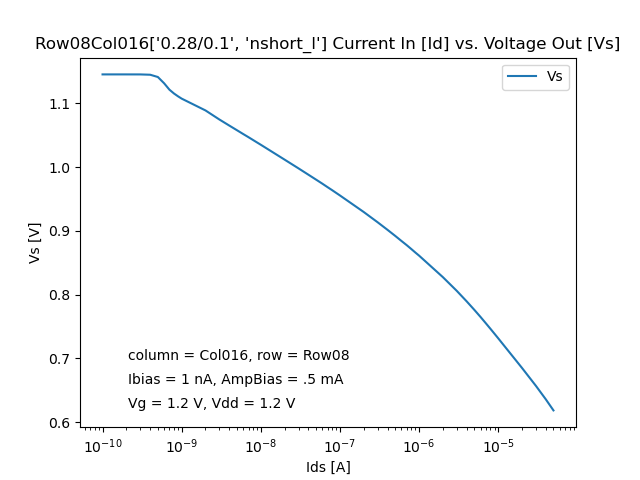 Row08Col016['0.28/0.1', 'nshort_l'] Current In [Id] vs. Voltage Out [Vs]
Vs
1.1
1.0
0.9
0.8
0.7
0.6
Vs [V]
column = Col016, row = Row08
Ibias = 1 nA, AmpBias = .5 mA
Vg = 1.2 V, Vdd = 1.2 V
10⁻¹⁰ 10⁻⁹ 10⁻⁸ 10⁻⁷ 10⁻⁶ 10⁻⁵
Ids [A]